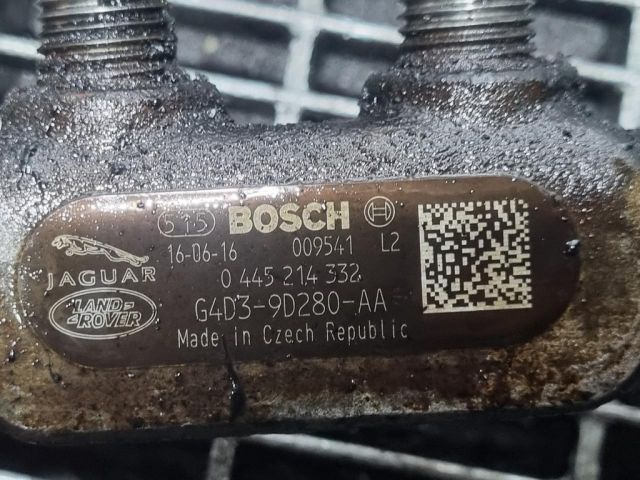 515 BOSCH
16-06-16 009541 L2
JAGUAR 0 445 214 332
LAND-ROVER G4D3-9D280-AA
Made in Czech Republic